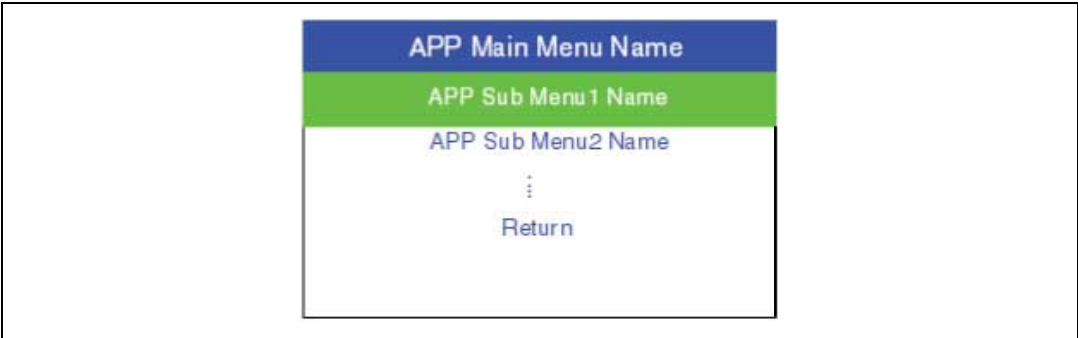 APP Main Menu Name
APP Sub Menu1 Name
APP Sub Menu2 Name
⋮
Return